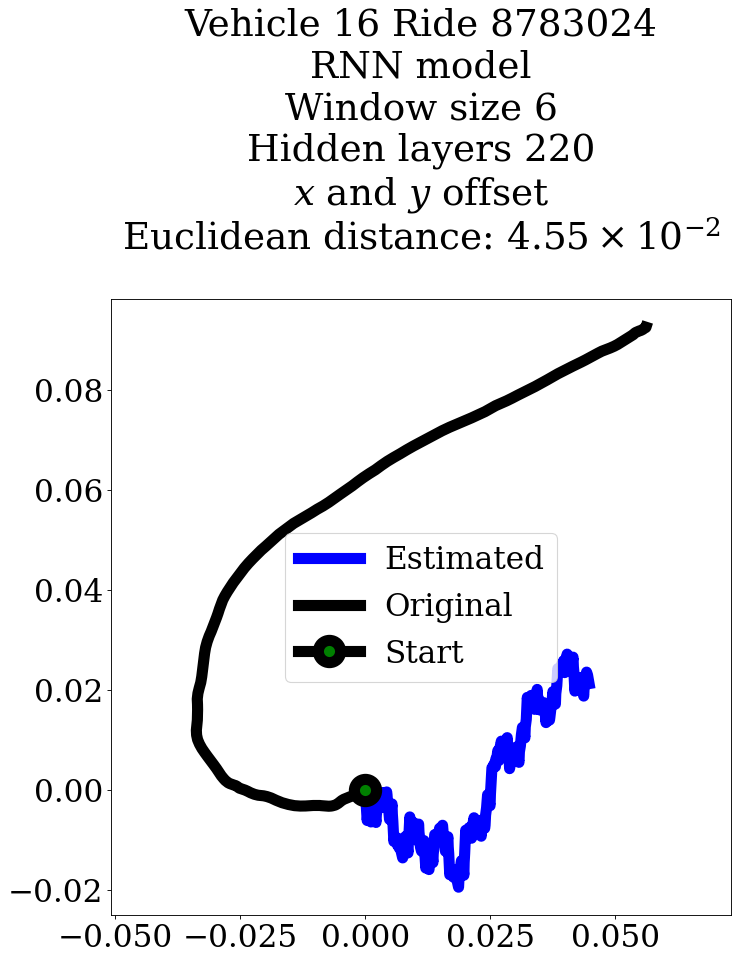 Vehicle 16 Ride 8783024
RNN model
Window size 6
Hidden layers 220
x and y offset
Euclidean distance: 4.55 × 10⁻²
0.08
0.06
0.04
0.02
0.00
−0.02
Estimated
Original
Start
−0.050 −0.025 0.000 0.025 0.050